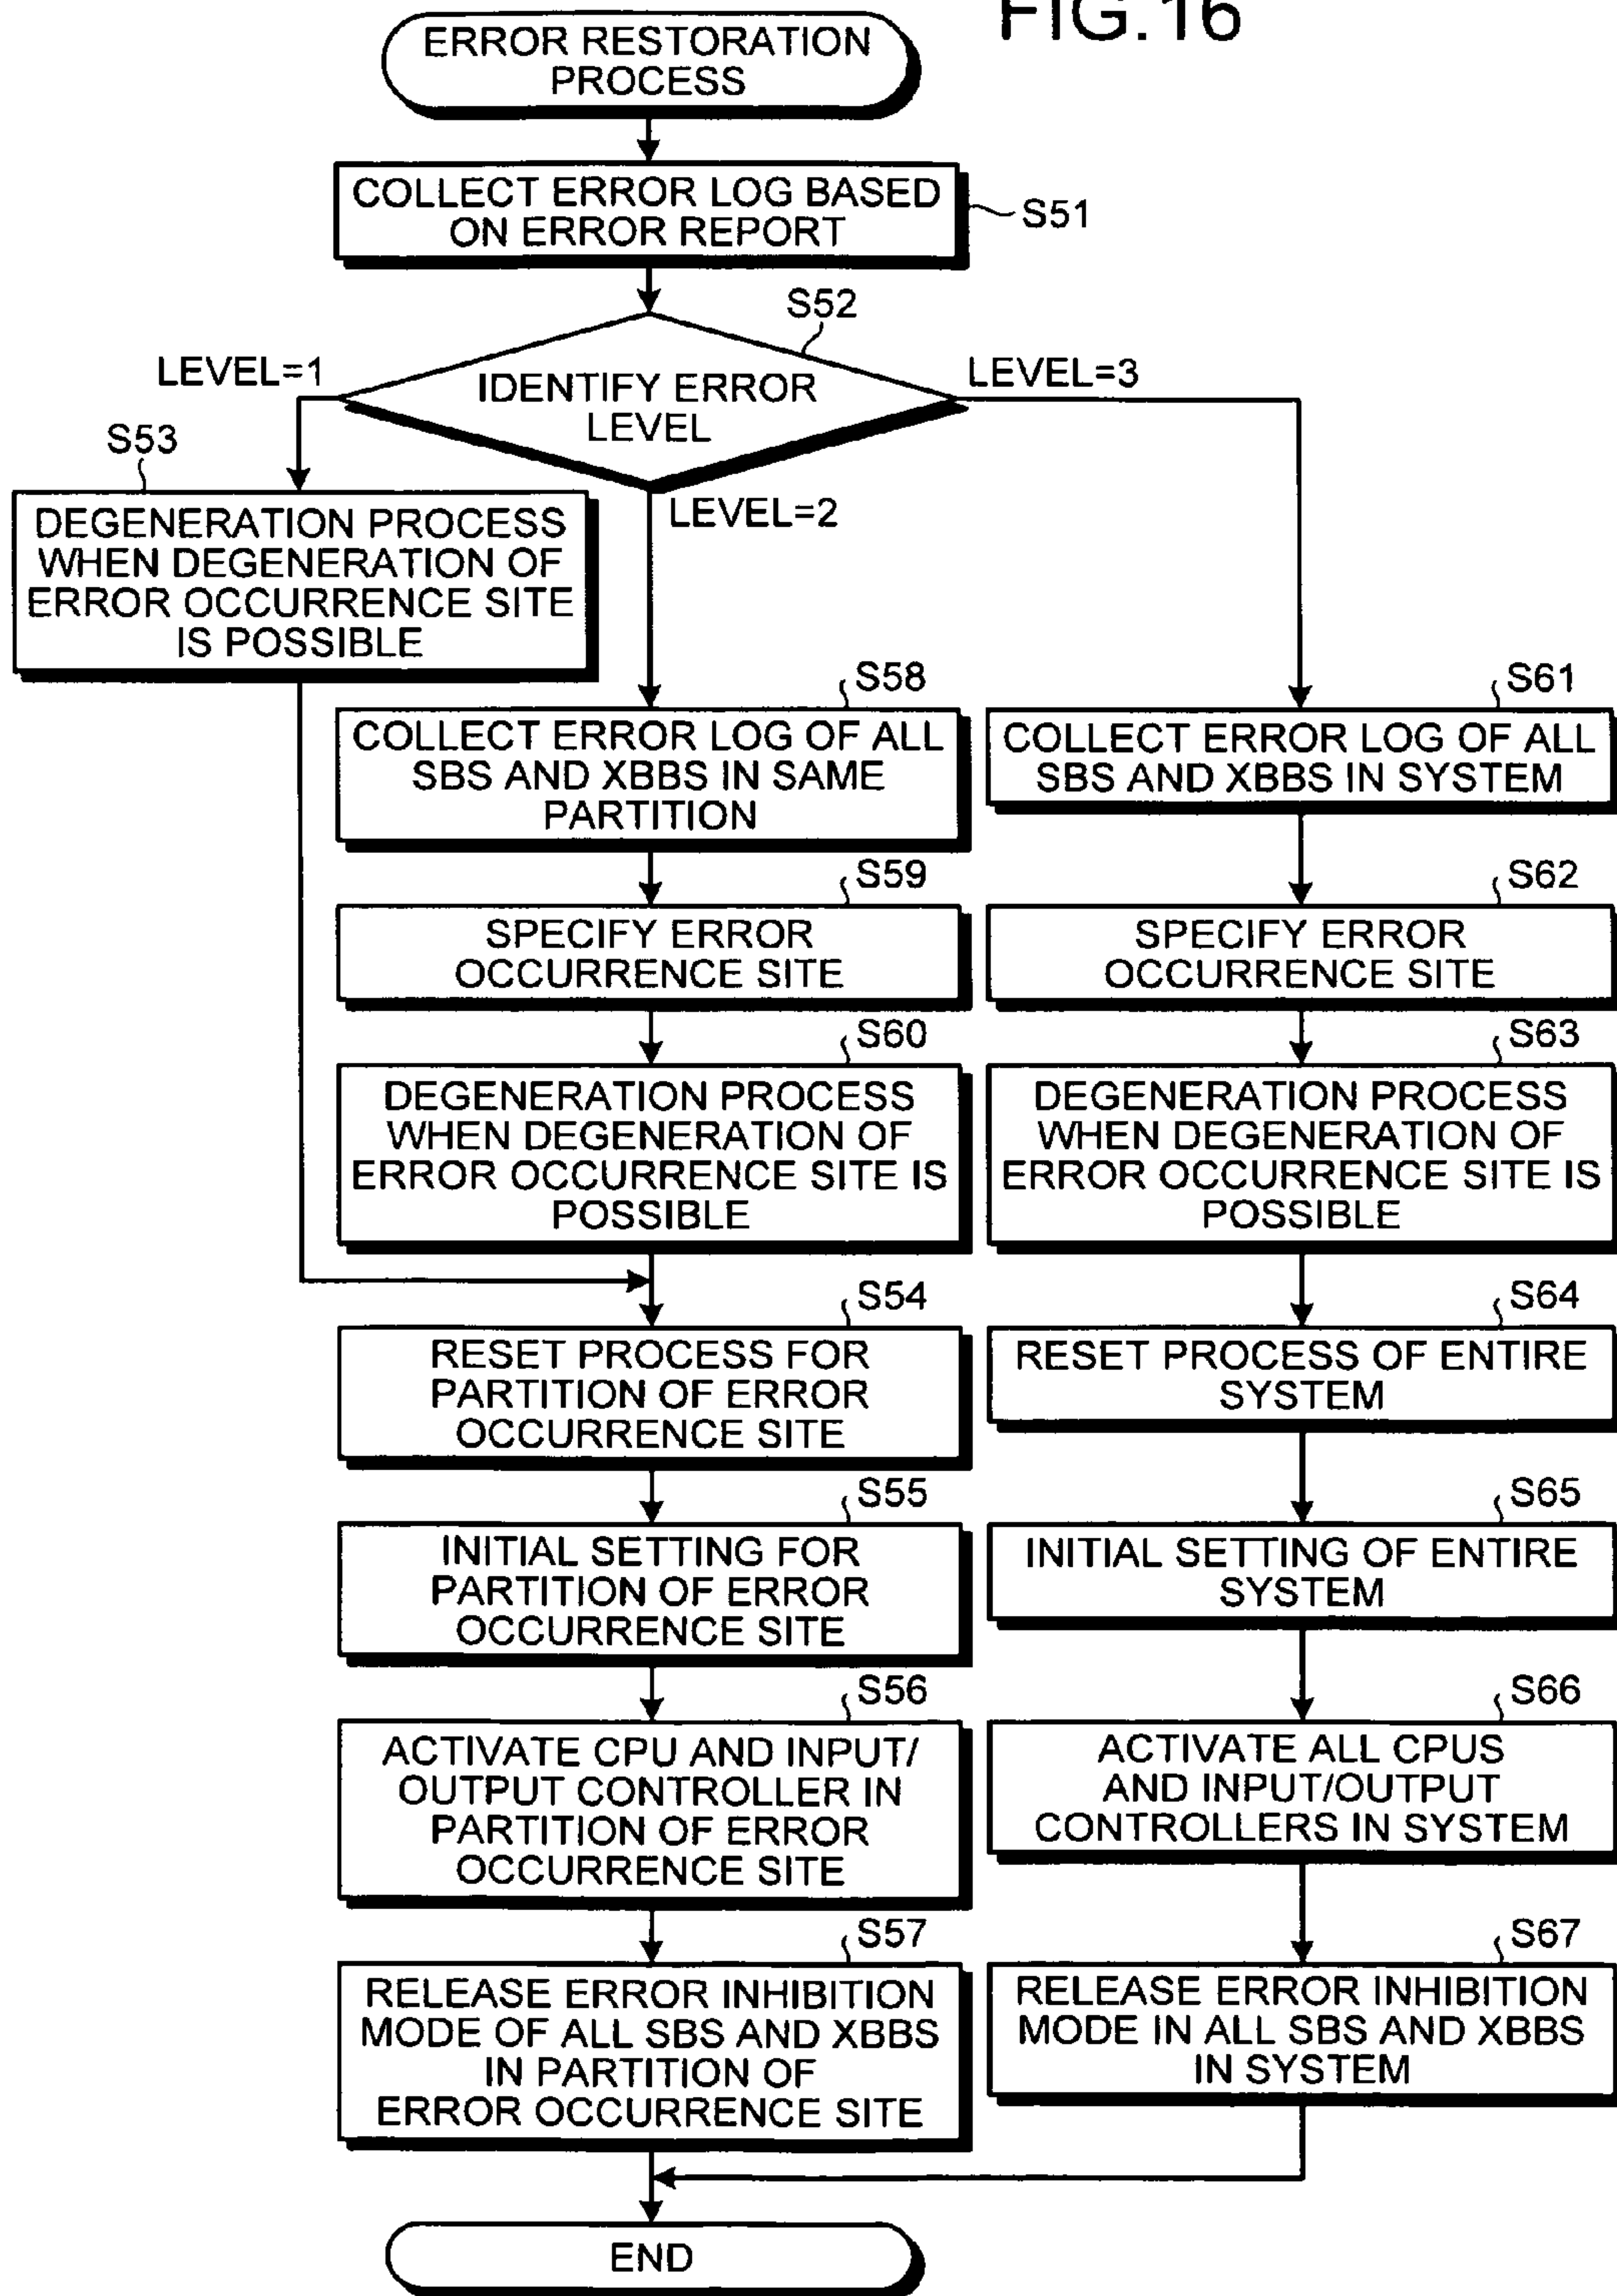 FIG.16
ERROR RESTORATION
PROCESS
COLLECT ERROR LOG BASED
ON ERROR REPORT
S51
S52
IDENTIFY ERROR
LEVEL
LEVEL=1
LEVEL=2
LEVEL=3
S53
DEGENERATION PROCESS
WHEN DEGENERATION OF
ERROR OCCURRENCE SITE
IS POSSIBLE
S58
COLLECT ERROR LOG OF ALL
SBS AND XBBS IN SAME
PARTITION
S59
SPECIFY ERROR
OCCURRENCE SITE
S60
DEGENERATION PROCESS
WHEN DEGENERATION OF
ERROR OCCURRENCE SITE IS
POSSIBLE
S54
RESET PROCESS FOR
PARTITION OF ERROR
OCCURRENCE SITE
S55
INITIAL SETTING FOR
PARTITION OF ERROR
OCCURRENCE SITE
S56
ACTIVATE CPU AND INPUT/
OUTPUT CONTROLLER IN
PARTITION OF ERROR
OCCURRENCE SITE
S57
RELEASE ERROR INHIBITION
MODE OF ALL SBS AND XBBS
IN PARTITION OF
ERROR OCCURRENCE SITE
S61
COLLECT ERROR LOG OF ALL
SBS AND XBBS IN SYSTEM
S62
SPECIFY ERROR
OCCURRENCE SITE
S63
DEGENERATION PROCESS
WHEN DEGENERATION OF
ERROR OCCURRENCE SITE IS
POSSIBLE
S64
RESET PROCESS OF ENTIRE
SYSTEM
S65
INITIAL SETTING OF ENTIRE
SYSTEM
S66
ACTIVATE ALL CPUS
AND INPUT/OUTPUT
CONTROLLERS IN SYSTEM
S67
RELEASE ERROR INHIBITION
MODE IN ALL SBS AND XBBS
IN SYSTEM
END